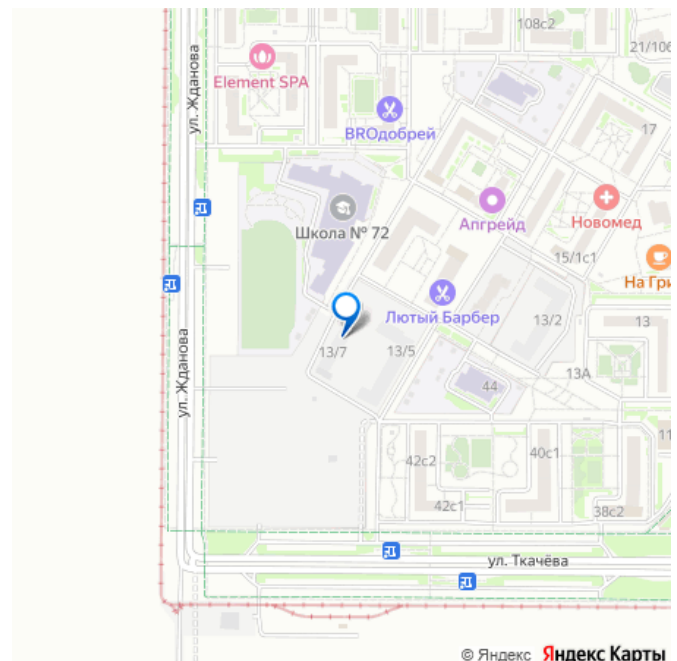 108с2
21/106
Element SPA
ул. Жданова
BROдобрей
17
Школа № 72
Апгрейд
Новомед
15/1с1
На Гри
Лютый Барбер
13/2
13
ул. Жданова
13/7
13/5
13А
44
42с2
40с1
11
42с1
38с2
ул. Ткачёва
© Яндекс Яндекс Карты